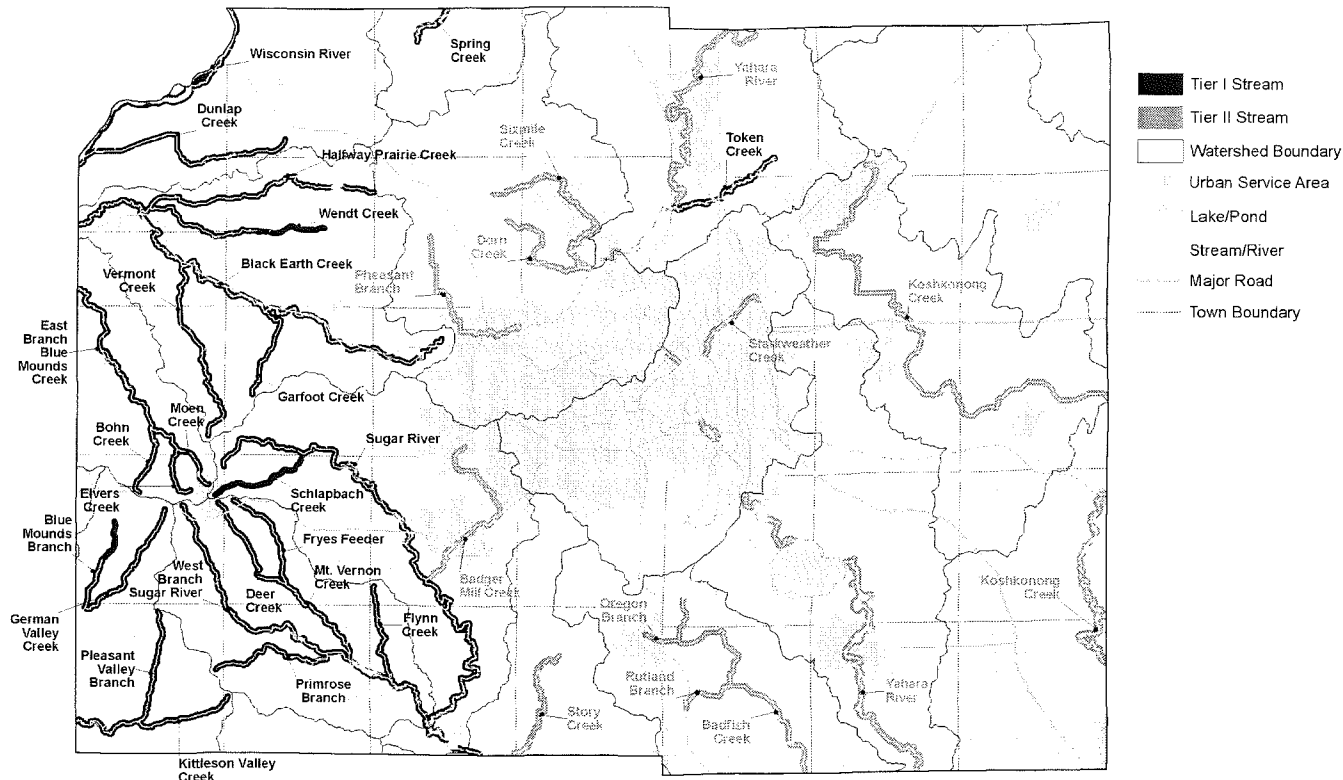 Wisconsin River
Spring
Creek
Yahara
River
Dunlap
Creek
Sixmile
Creek
Token
Creek
Halfway Prairie Creek
Wendt Creek
Dorn
Creek
Black Earth Creek
Vermont
Creek
Pheasant
Branch
Koshkonong
Creek
East
Branch
Blue
Mounds
Creek
Starkweather
Creek
Garfoot Creek
Moen
Creek
Bohn
Creek
Sugar River
Elvers
Creek
Schlapbach
Creek
Blue
Mounds
Branch
Fryes Feeder
West
Branch
Sugar River
Mt. Vernon
Creek
Badger
Mill Creek
Deer
Creek
Koshkonong
Creek
German
Valley
Creek
Flynn
Creek
Oregon
Branch
Pleasant
Valley
Branch
Primrose
Branch
Rutland
Branch
Yahara
River
Story
Creek
Badfish
Creek
Kittleson Valley
Creek
Tier I Stream
Tier II Stream
Watershed Boundary
Urban Service Area
Lake/Pond
Stream/River
Major Road
Town Boundary